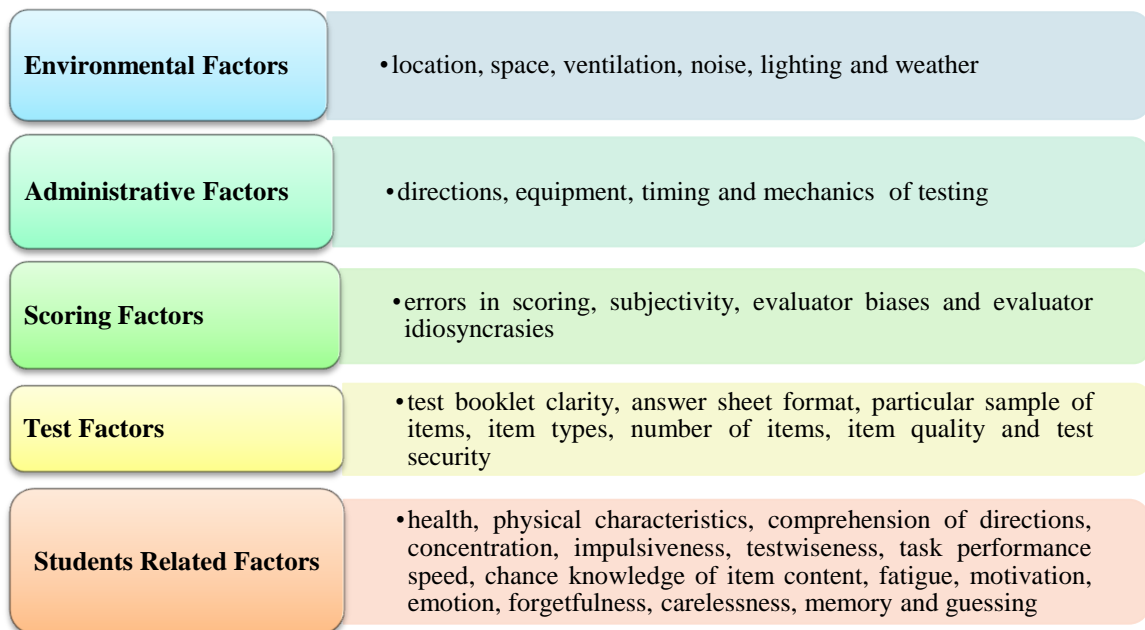 Environmental Factors
•location, space, ventilation, noise, lighting and weather
Administrative Factors
•directions, equipment, timing and mechanics of testing
Scoring Factors
•errors in scoring, subjectivity, evaluator biases and evaluator
idiosyncrasies
Test Factors
•test booklet clarity, answer sheet format, particular sample of
items, item types, number of items, item quality and test
security
Students Related Factors
•health, physical characteristics, comprehension of directions,
concentration, impulsiveness, testwiseness, task performance
speed, chance knowledge of item content, fatigue, motivation,
emotion, forgetfulness, carelessness, memory and guessing